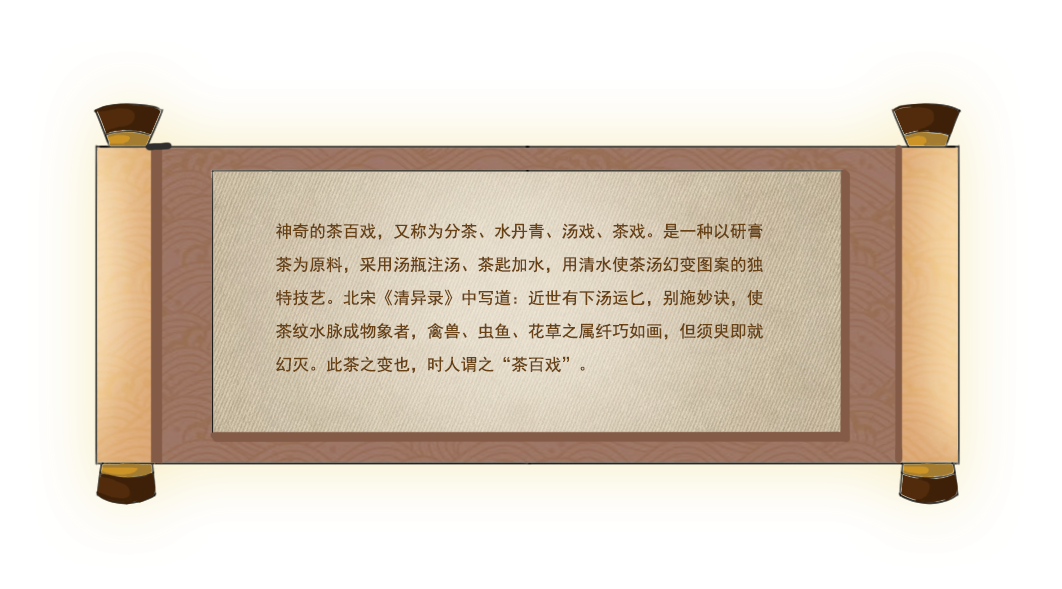 神奇的茶百戏，又称为分茶、水丹青、汤戏、茶戏。是一种以研膏
茶为原料，采用汤瓶注汤、茶匙加水，用清水使茶汤幻变图案的独
特技艺。北宋《清异录》中写道：近世有下汤运匕，别施妙诀，使
茶纹水脉成物象者，禽兽、虫鱼、花草之属纤巧如画，但须臾即就
幻灭。此茶之变也，时人谓之“茶百戏”。